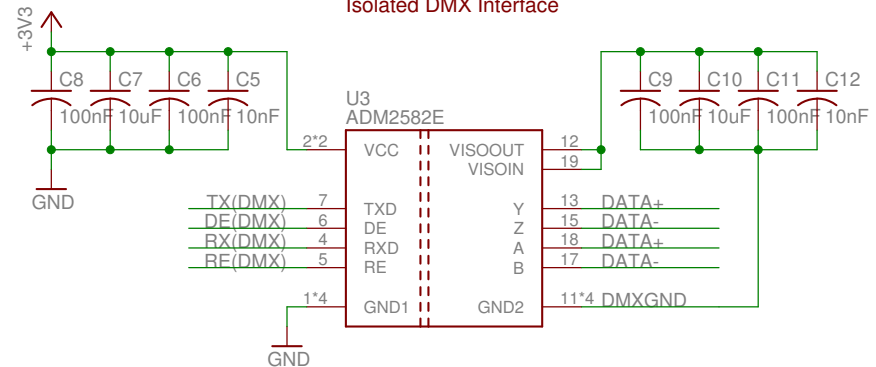 Isolated DMX Interface
+3V3
C8 C7 C6 C5
100nF 10uF 100nF 10nF
GND
C9 C10 C11 C12
100nF 10uF 100nF 10nF
U3
ADM2582E
2*2 VCC VISOOUT 12
VISOIN 19
TX(DMX) 7 TXD Y 13 DATA+
DE(DMX) 6 DE Z 15 DATA-
RX(DMX) 4 RXD A 18 DATA+
RE(DMX) 5 RE B 17 DATA-
1*4 GND1 GND2 11*4 DMXGND
GND